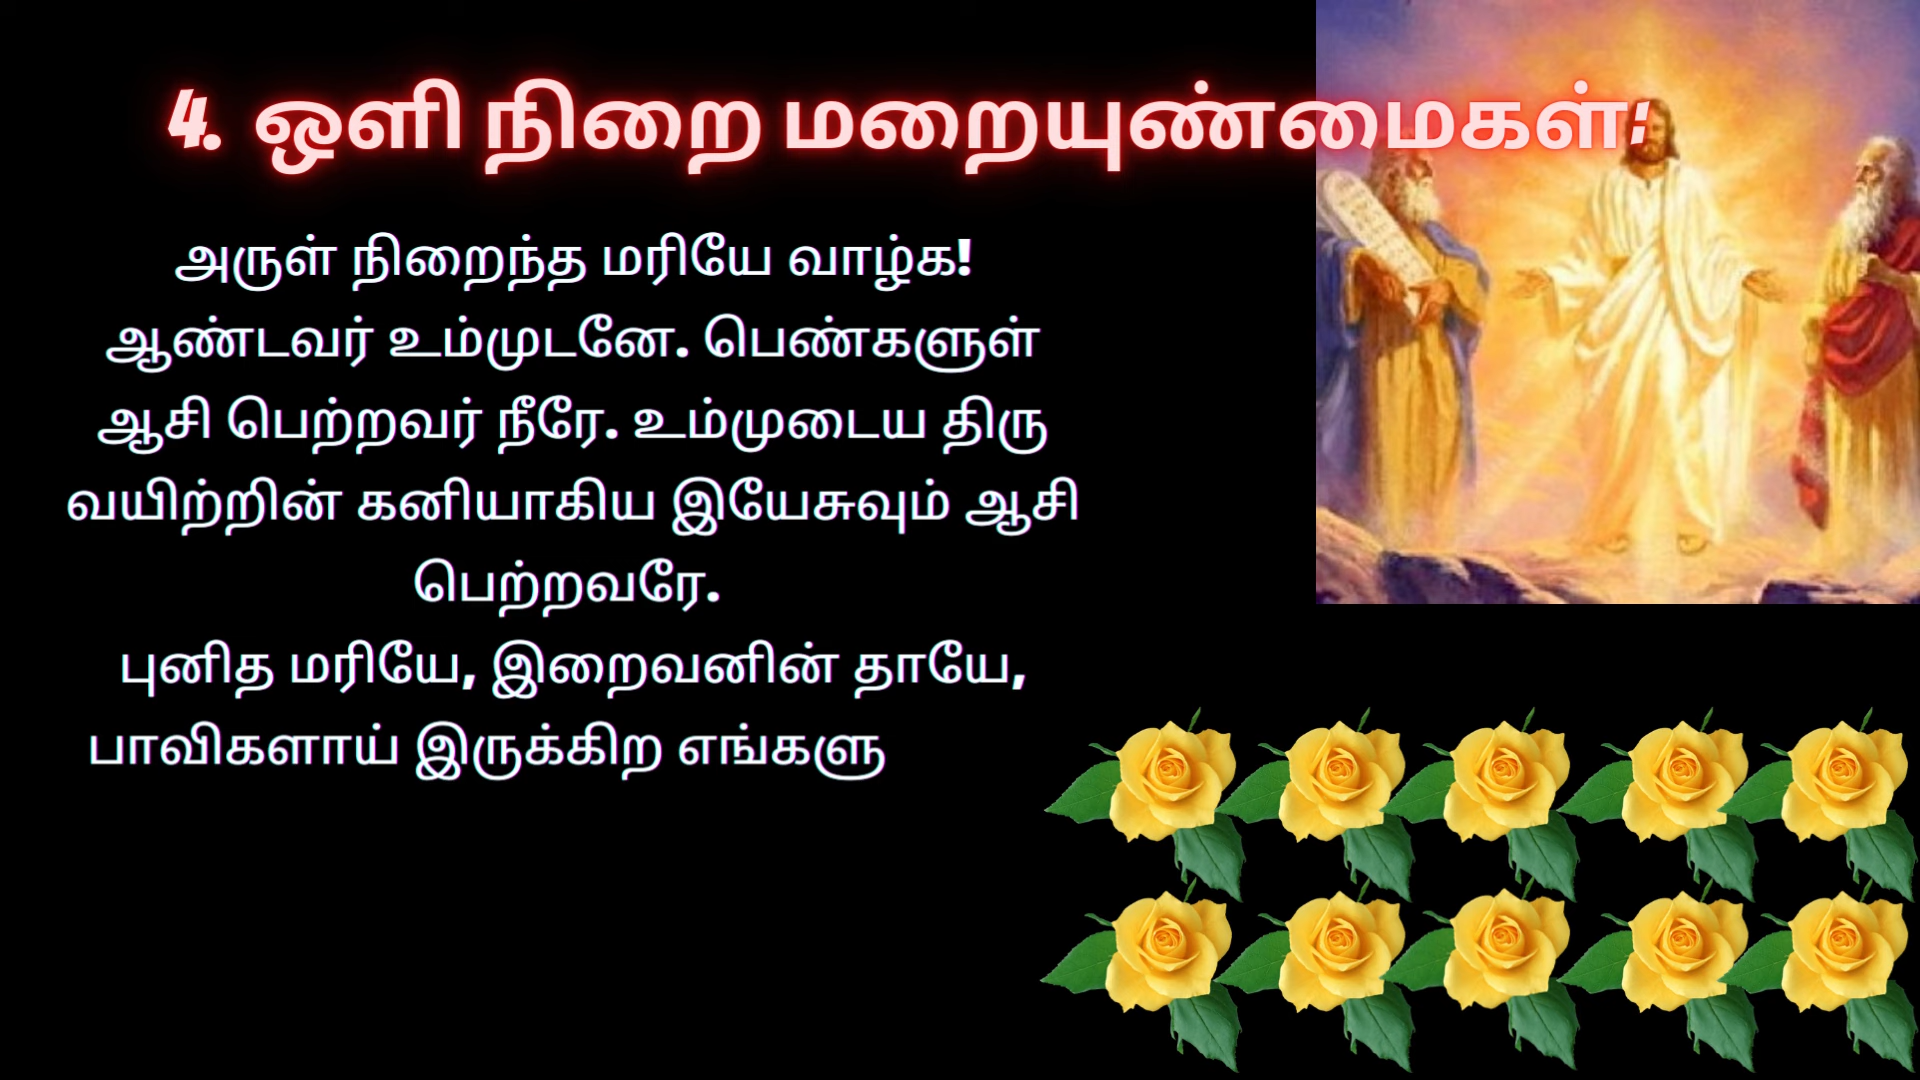 4. ஒளி நிறை மறையுண்மைகள்:
அருள் நிறைந்த மரியே வாழ்க!
ஆண்டவர் உம்முடனே. பெண்களுள்
ஆசி பெற்றவர் நீரே. உம்முடைய திரு
வயிற்றின் கனியாகிய இயேசுவும் ஆசி
பெற்றவரே.
புனித மரியே, இறைவனின் தாயே,
பாவிகளாய் இருக்கிற எங்களு